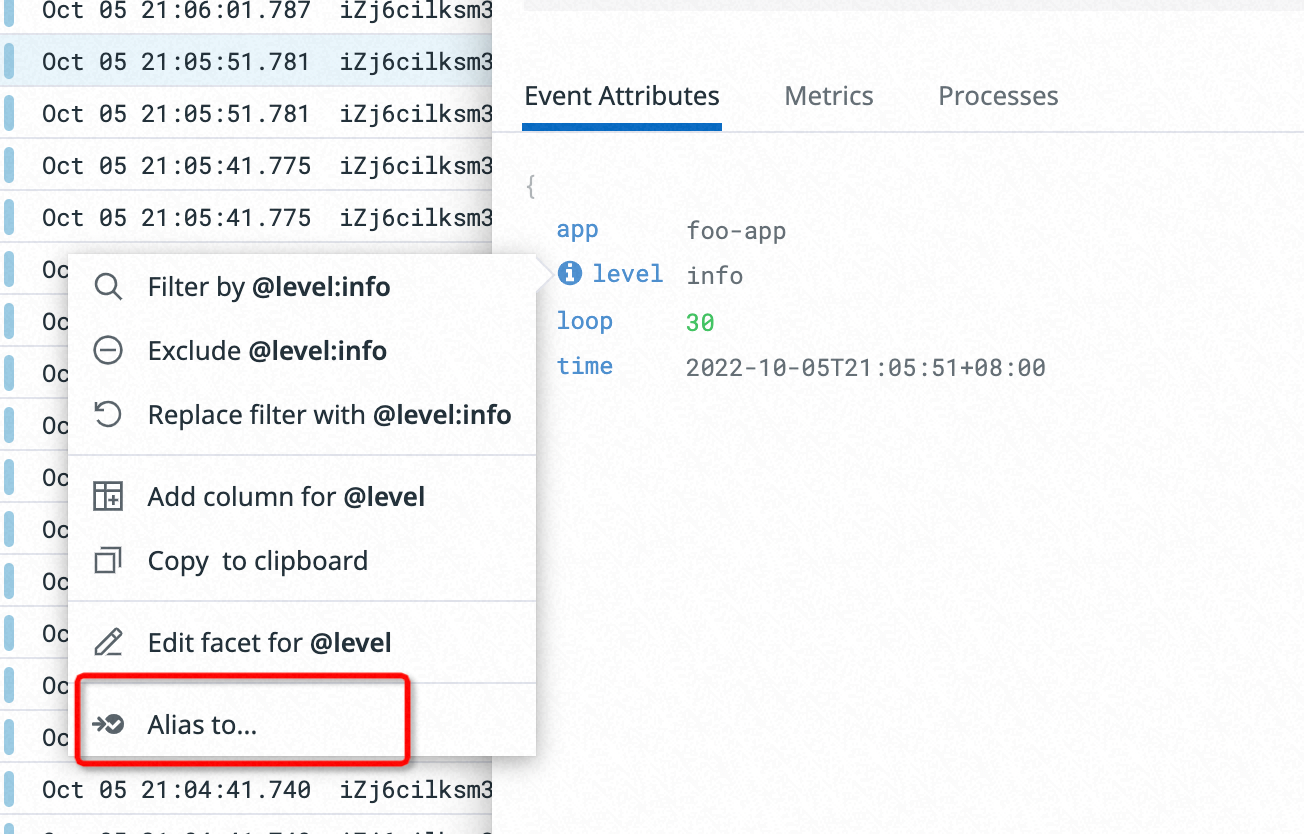 Oct 05 21:06:01.787 iZj6cilksm3
Oct 05 21:05:51.781 iZj6cilksm3
Oct 05 21:05:51.781 iZj6cilksm3
Oct 05 21:05:41.775 iZj6cilksm3
Oct 05 21:05:41.775 iZj6cilksm3
Oc
Oc
Oc
Oc
Oc
Oc
Oc
Oc
Oc
Oc
Oct 05 21:04:41.740 iZj6cilksm3
Filter by @level:info
Exclude @level:info
Replace filter with @level:info
Add column for @level
Copy to clipboard
Edit facet for @level
Alias to...
Event Attributes Metrics Processes
{
app foo-app
level info
loop 30
time 2022-10-05T21:05:51+08:00